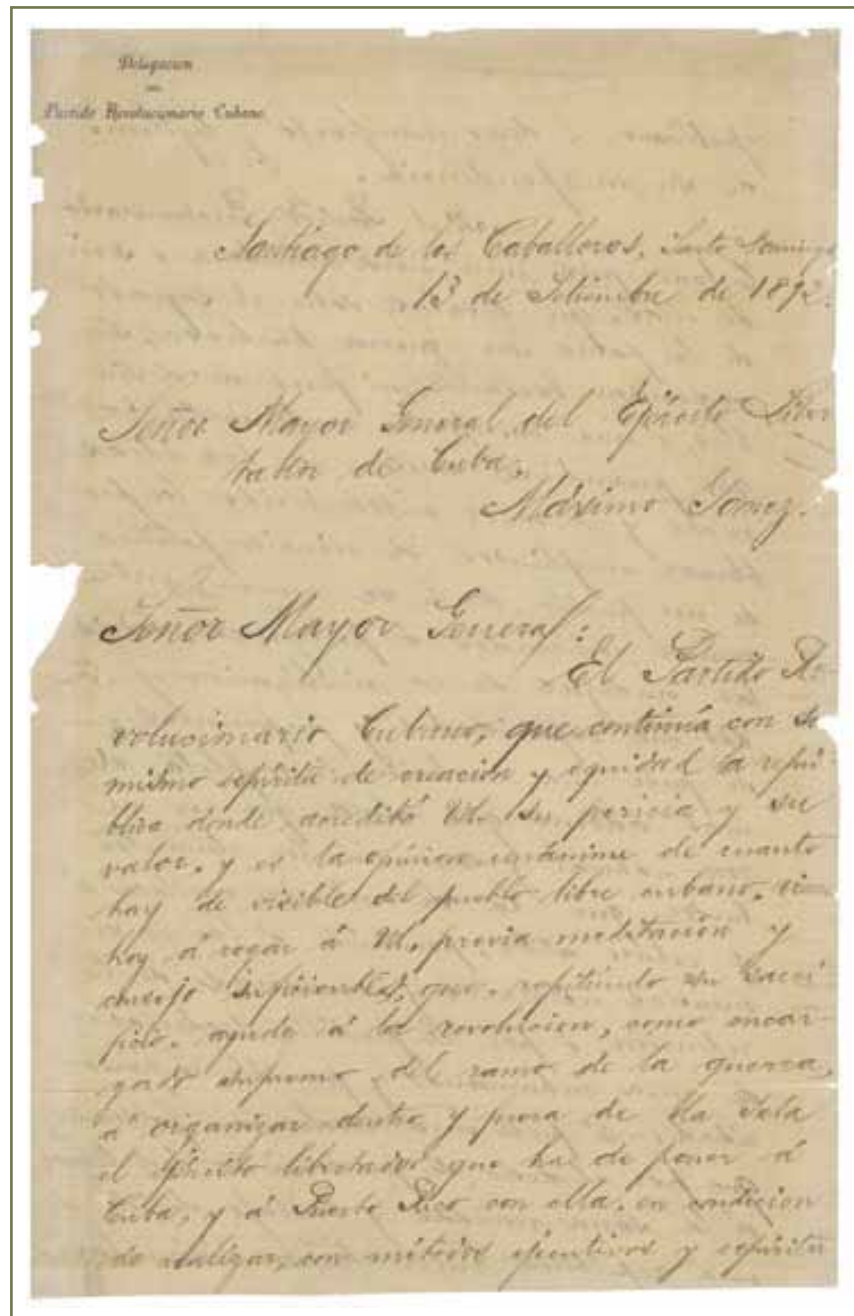 Delegacion
DEL
Partido Revolucionario Cubano
Santiago de los Caballeros, Santo Domingo
13 de Setiembre de 1892.
Señor Mayor General del Ejército Liber
tador de Cuba,
Máximo Gómez.
Señor Mayor General:
El Partido Re-
volucionario Cubano, que continúa con su
mismo espíritu de creación y equidad la repú-
blica donde acreditó Vd. su pericia y su
valor, y es la opinión unánime de cuanto
hay de visible del pueblo libre cubano, viene
hoy á rogar á Vd., previa meditación y
consejo suficientes, que, repitiendo su sacri
ficio, ayude á la revolucion, como encar-
gado supremo del ramo de la guerra,
á organizar dentro y fuera de la Isla
el ejército libertador que ha de poner á
Cuba, y á Puerto Rico con ella, en condicion
de realizar, con métodos ejecutivos y espíritu